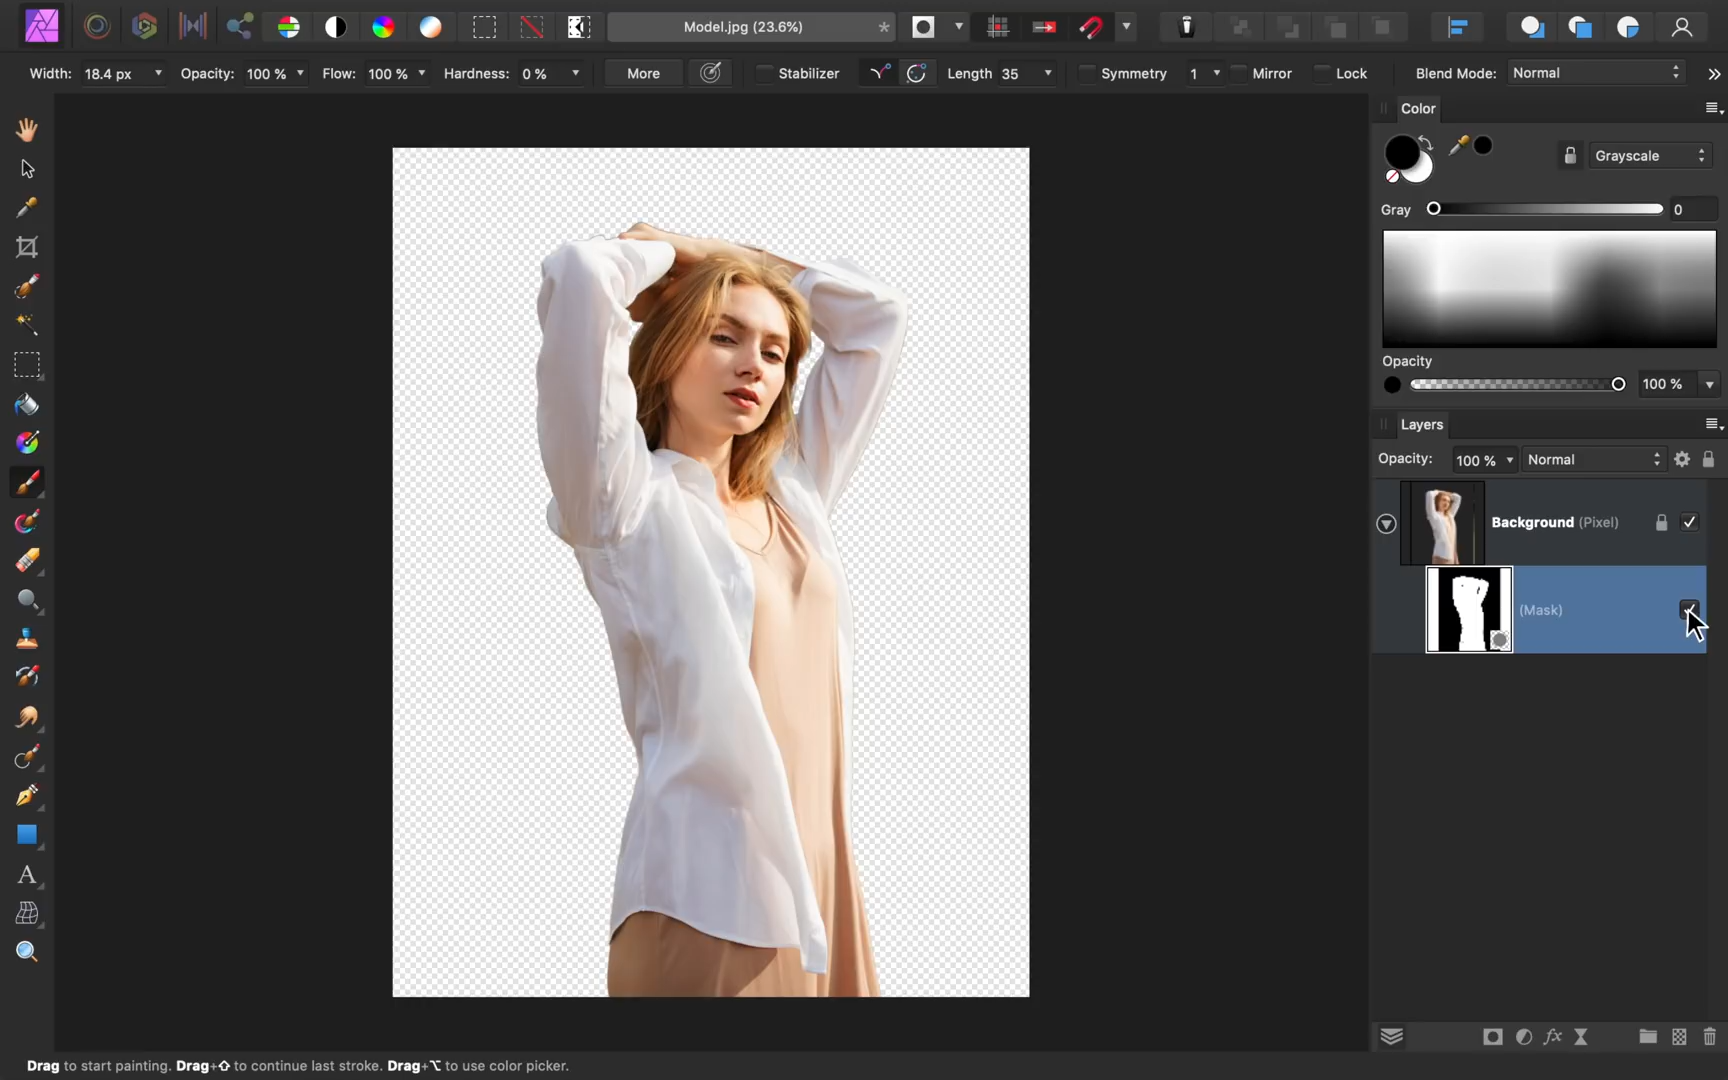 Model.jpg (23.6%) *
Width: 18.4 px Opacity: 100 % Flow: 100 % Hardness: 0 % More Stabilizer Length 35 Symmetry 1 Mirror Lock Blend Mode: Normal
Color
Grayscale
Gray 0
Opacity
100 %
Layers
Opacity: 100 % Normal
Background (Pixel)
(Mask)
A
fx
Drag to start painting. Drag+⇧ to continue last stroke. Drag+⌥ to use color picker.